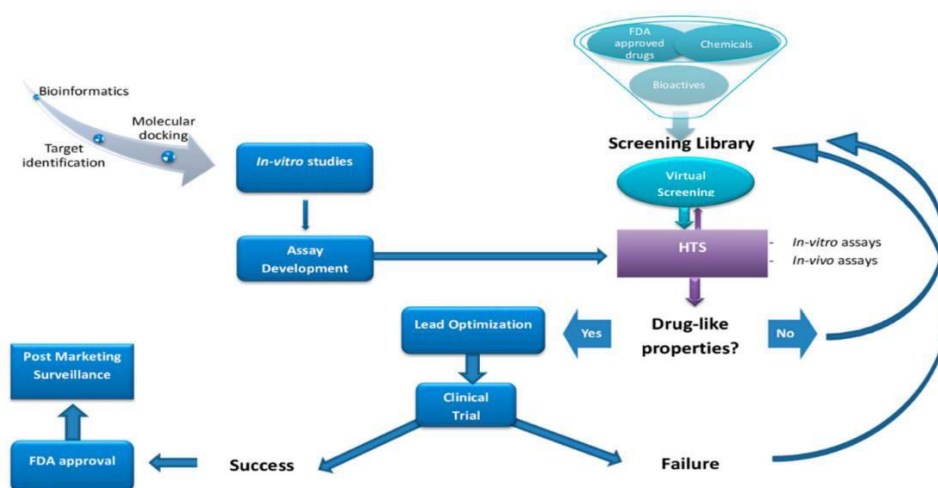 FDA
approved
drugs
Chemicals
Bioactives
Bioinformatics
Molecular
docking
Target
identification
Screening Library
In-vitro studies
Virtual
Screening
Assay
Development
HTS
- In-vitro assays
- In-vivo assays
Lead Optimization
Yes
Drug-like
properties?
No
Post Marketing
Surveillance
Clinical
Trial
FDA approval
Success
Failure